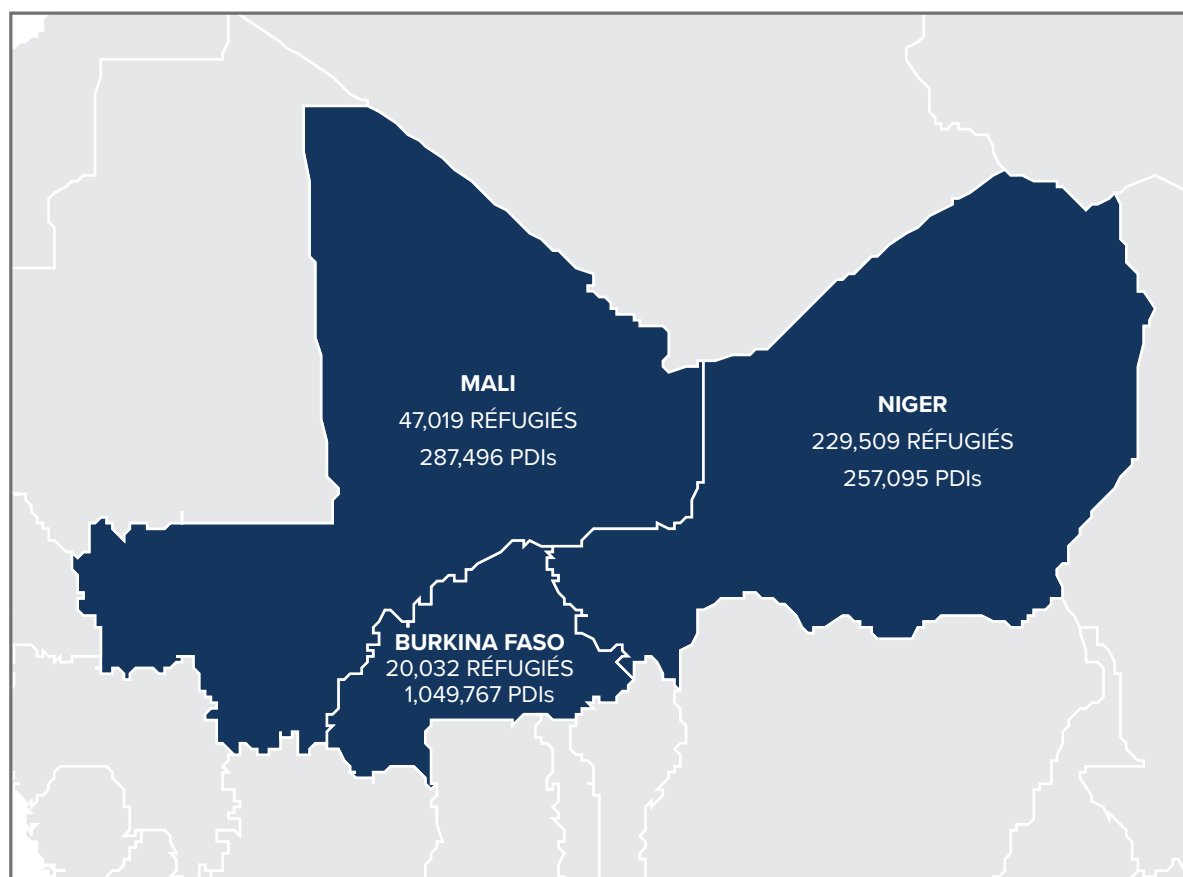 MALI
47,019 RÉFUGIÉS
287,496 PDIs
NIGER
229,509 RÉFUGIÉS
257,095 PDIs
BURKINA FASO
20,032 RÉFUGIÉS
1,049,767 PDIs